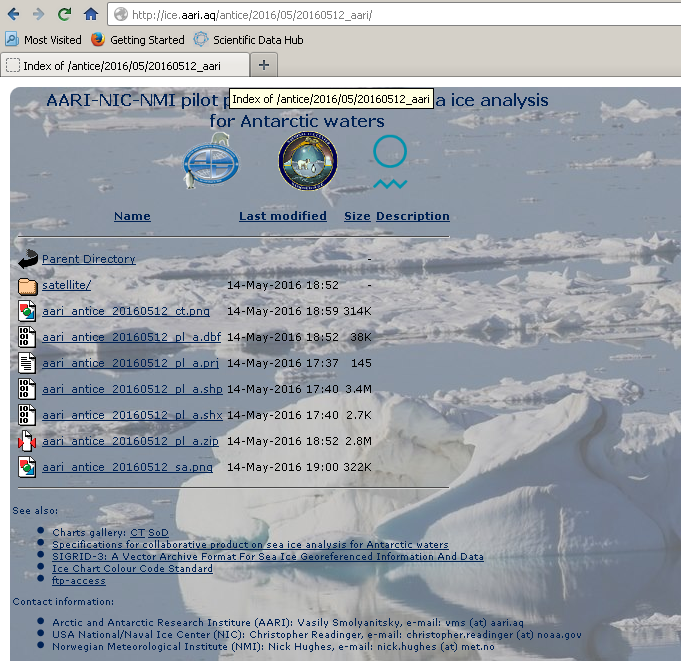 http://ice.aari.aq/antice/2016/05/20160512_aari/
Most Visited Getting Started Scientific Data Hub
Index of /antice/2016/05/20160512_aari
AARI-NIC-NMI pilot p Index of /antice/2016/05/20160512_aari a ice analysis
for Antarctic waters
Name Last modified Size Description
Parent Directory -
satellite/ 14-May-2016 18:52 -
aari_antice_20160512_ct.png 14-May-2016 18:59 314K
aari_antice_20160512_pl_a.dbf 14-May-2016 18:52 38K
aari_antice_20160512_pl_a.prj 14-May-2016 17:37 145
aari_antice_20160512_pl_a.shp 14-May-2016 17:40 3.4M
aari_antice_20160512_pl_a.shx 14-May-2016 17:40 2.7K
aari_antice_20160512_pl_a.zip 14-May-2016 18:52 2.8M
aari_antice_20160512_sa.png 14-May-2016 19:00 322K
See also:
Charts gallery: CT SoD
Specifications for collaborative product on sea ice analysis for Antarctic waters
SIGRID-3: A Vector Archive Format For Sea Ice Georeferenced Information And Data
Ice Chart Colour Code Standard
ftp-access
Contact information:
Arctic and Antarctic Research Institure (AARI): Vasily Smolyanitsky, e-mail: vms (at) aari.aq
USA National/Naval Ice Center (NIC): Christopher Readinger, e-mail: christopher.readinger (at) noaa.gov
Norwegian Meteorological Institute (NMI): Nick Hughes, e-mail: nick.hughes (at) met.no